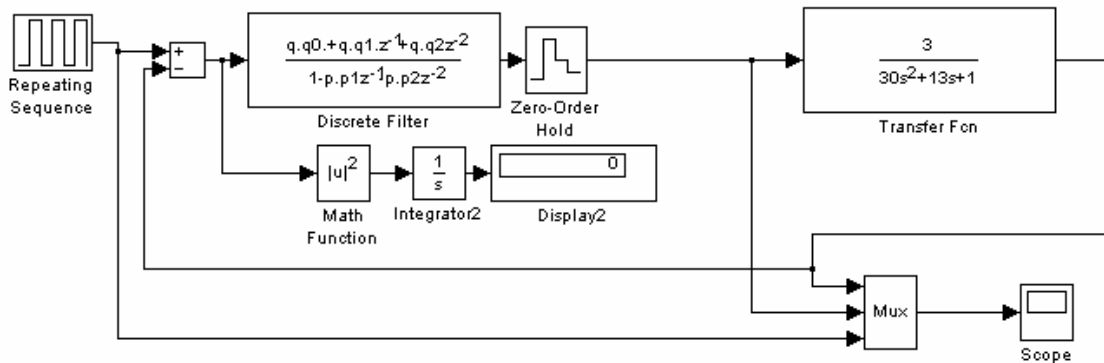 +
−
q.q0.+q.q1.z⁻¹+q.q2z⁻²
1-p.p1z⁻¹p.p2z⁻²
Discrete Filter
Zero-Order
Hold
3
30s²+13s+1
Transfer Fcn
Repeating
Sequence
|u|²
Math
Function
1
s
Integrator2
0
Display2
Mux
Scope